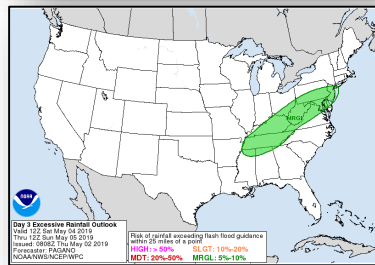 MRGL
NOAA
Day 3 Excessive Rainfall Outlook
Valid 12Z Sat May 04 2019
Thru 12Z Sun May 05 2019
Issued: 0808Z Thu May 02 2019
Forecaster: PAGANO
NOAA/NWS/NCEP/WPC
Risk of rainfall exceeding flash flood guidance
within 25 miles of a point
HIGH: > 50% SLGT: 10%-20%
MDT: 20%-50% MRGL: 5%-10%